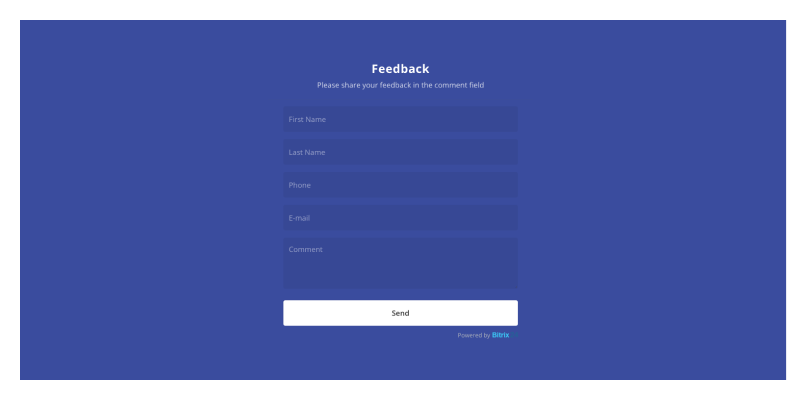 Feedback
Please share your feedback in the comment field
First Name
Last Name
Phone
E-mail
Comment
Send
Powered by Bitrix